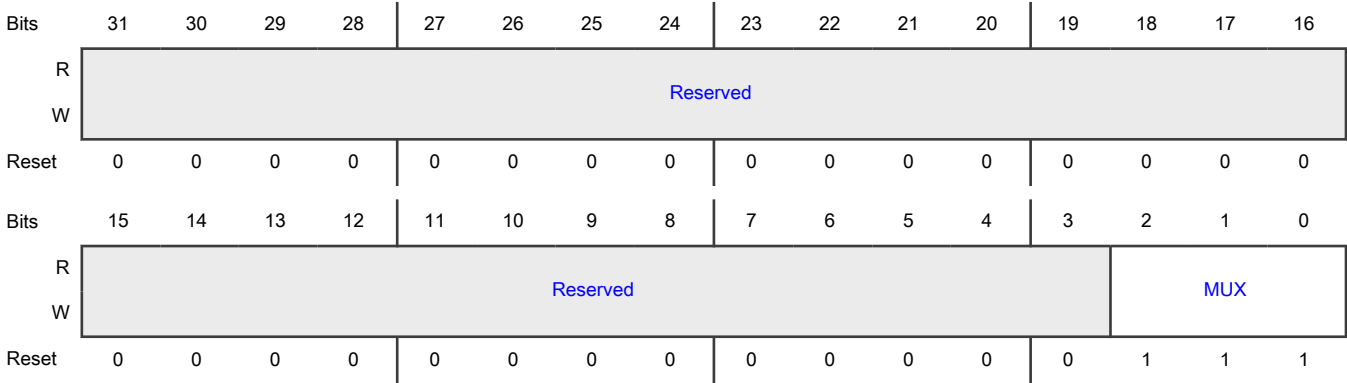 Bits 31 30 29 28 27 26 25 24 23 22 21 20 19 18 17 16
R
Reserved
W
Reset 0 0 0 0 0 0 0 0 0 0 0 0 0 0 0 0
Bits 15 14 13 12 11 10 9 8 7 6 5 4 3 2 1 0
R
Reserved MUX
W
Reset 0 0 0 0 0 0 0 0 0 0 0 0 0 1 1 1